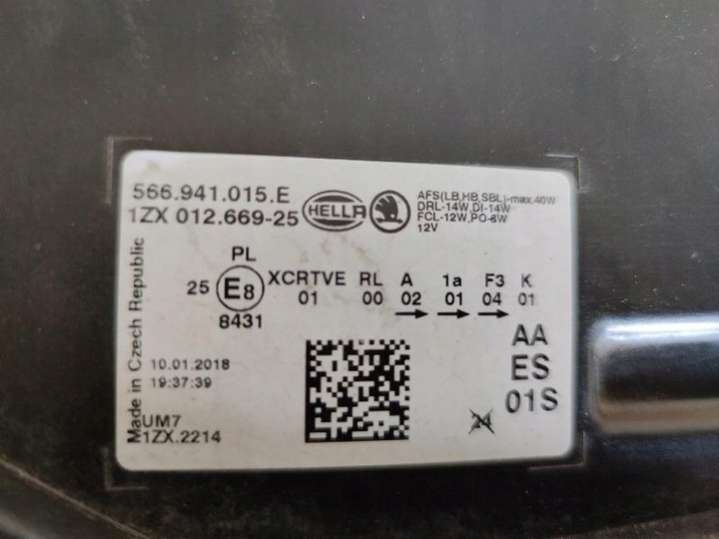 566.941.015.E
1ZX 012.669-25
HELLA
AFS(LB,HB,SBL)-max.40W
DRL-14W,DI-14W
FCL-12W,PO-6W
12V
PL
25 E8 XCRTVE RL A 1a F3 K
01 00 02 01 04 01
8431
Made in Czech Republic
10.01.2018
19:37:39
UM7
1ZX.2214
AA
ES
01S
24